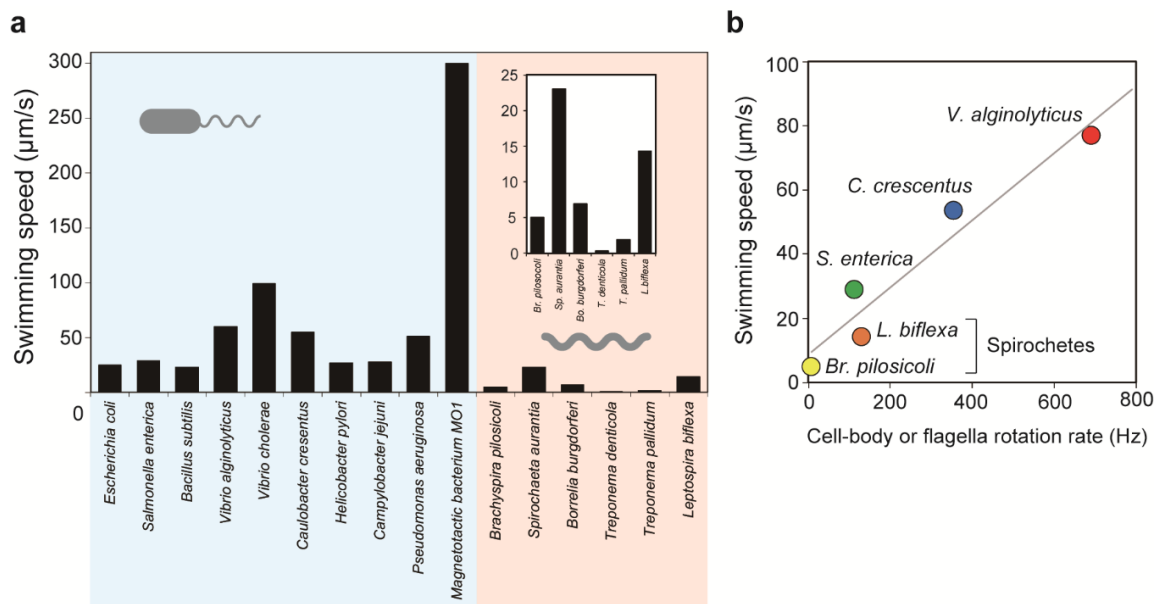 a
Swimming speed (µm/s)
300
250
200
150
100
50
0
25
20
15
10
5
0
Br. pilosocoli
Sp. aurantia
Bo. burgdorferi
T. denticola
T. pallidum
L.biflexa
Escherichia coli
Salmonella enterica
Bacillus subtilis
Vibrio alginolyticus
Vibrio cholerae
Caulobacter cresentus
Helicobacter pylori
Campylobacter jejuni
Pseudomonas aeruginosa
Magnetotactic bacterium MO1
Brachyspira pilosicoli
Spirochaeta aurantia
Borrelia burgdorferi
Treponema denticola
Treponema pallidum
Leptospira biflexa
b
Swimming speed (µm/s)
100
80
60
40
20
0
V. alginolyticus
C. crescentus
S. enterica
L. biflexa
Br. pilosicoli
Spirochetes
0 200 400 600 800
Cell-body or flagella rotation rate (Hz)